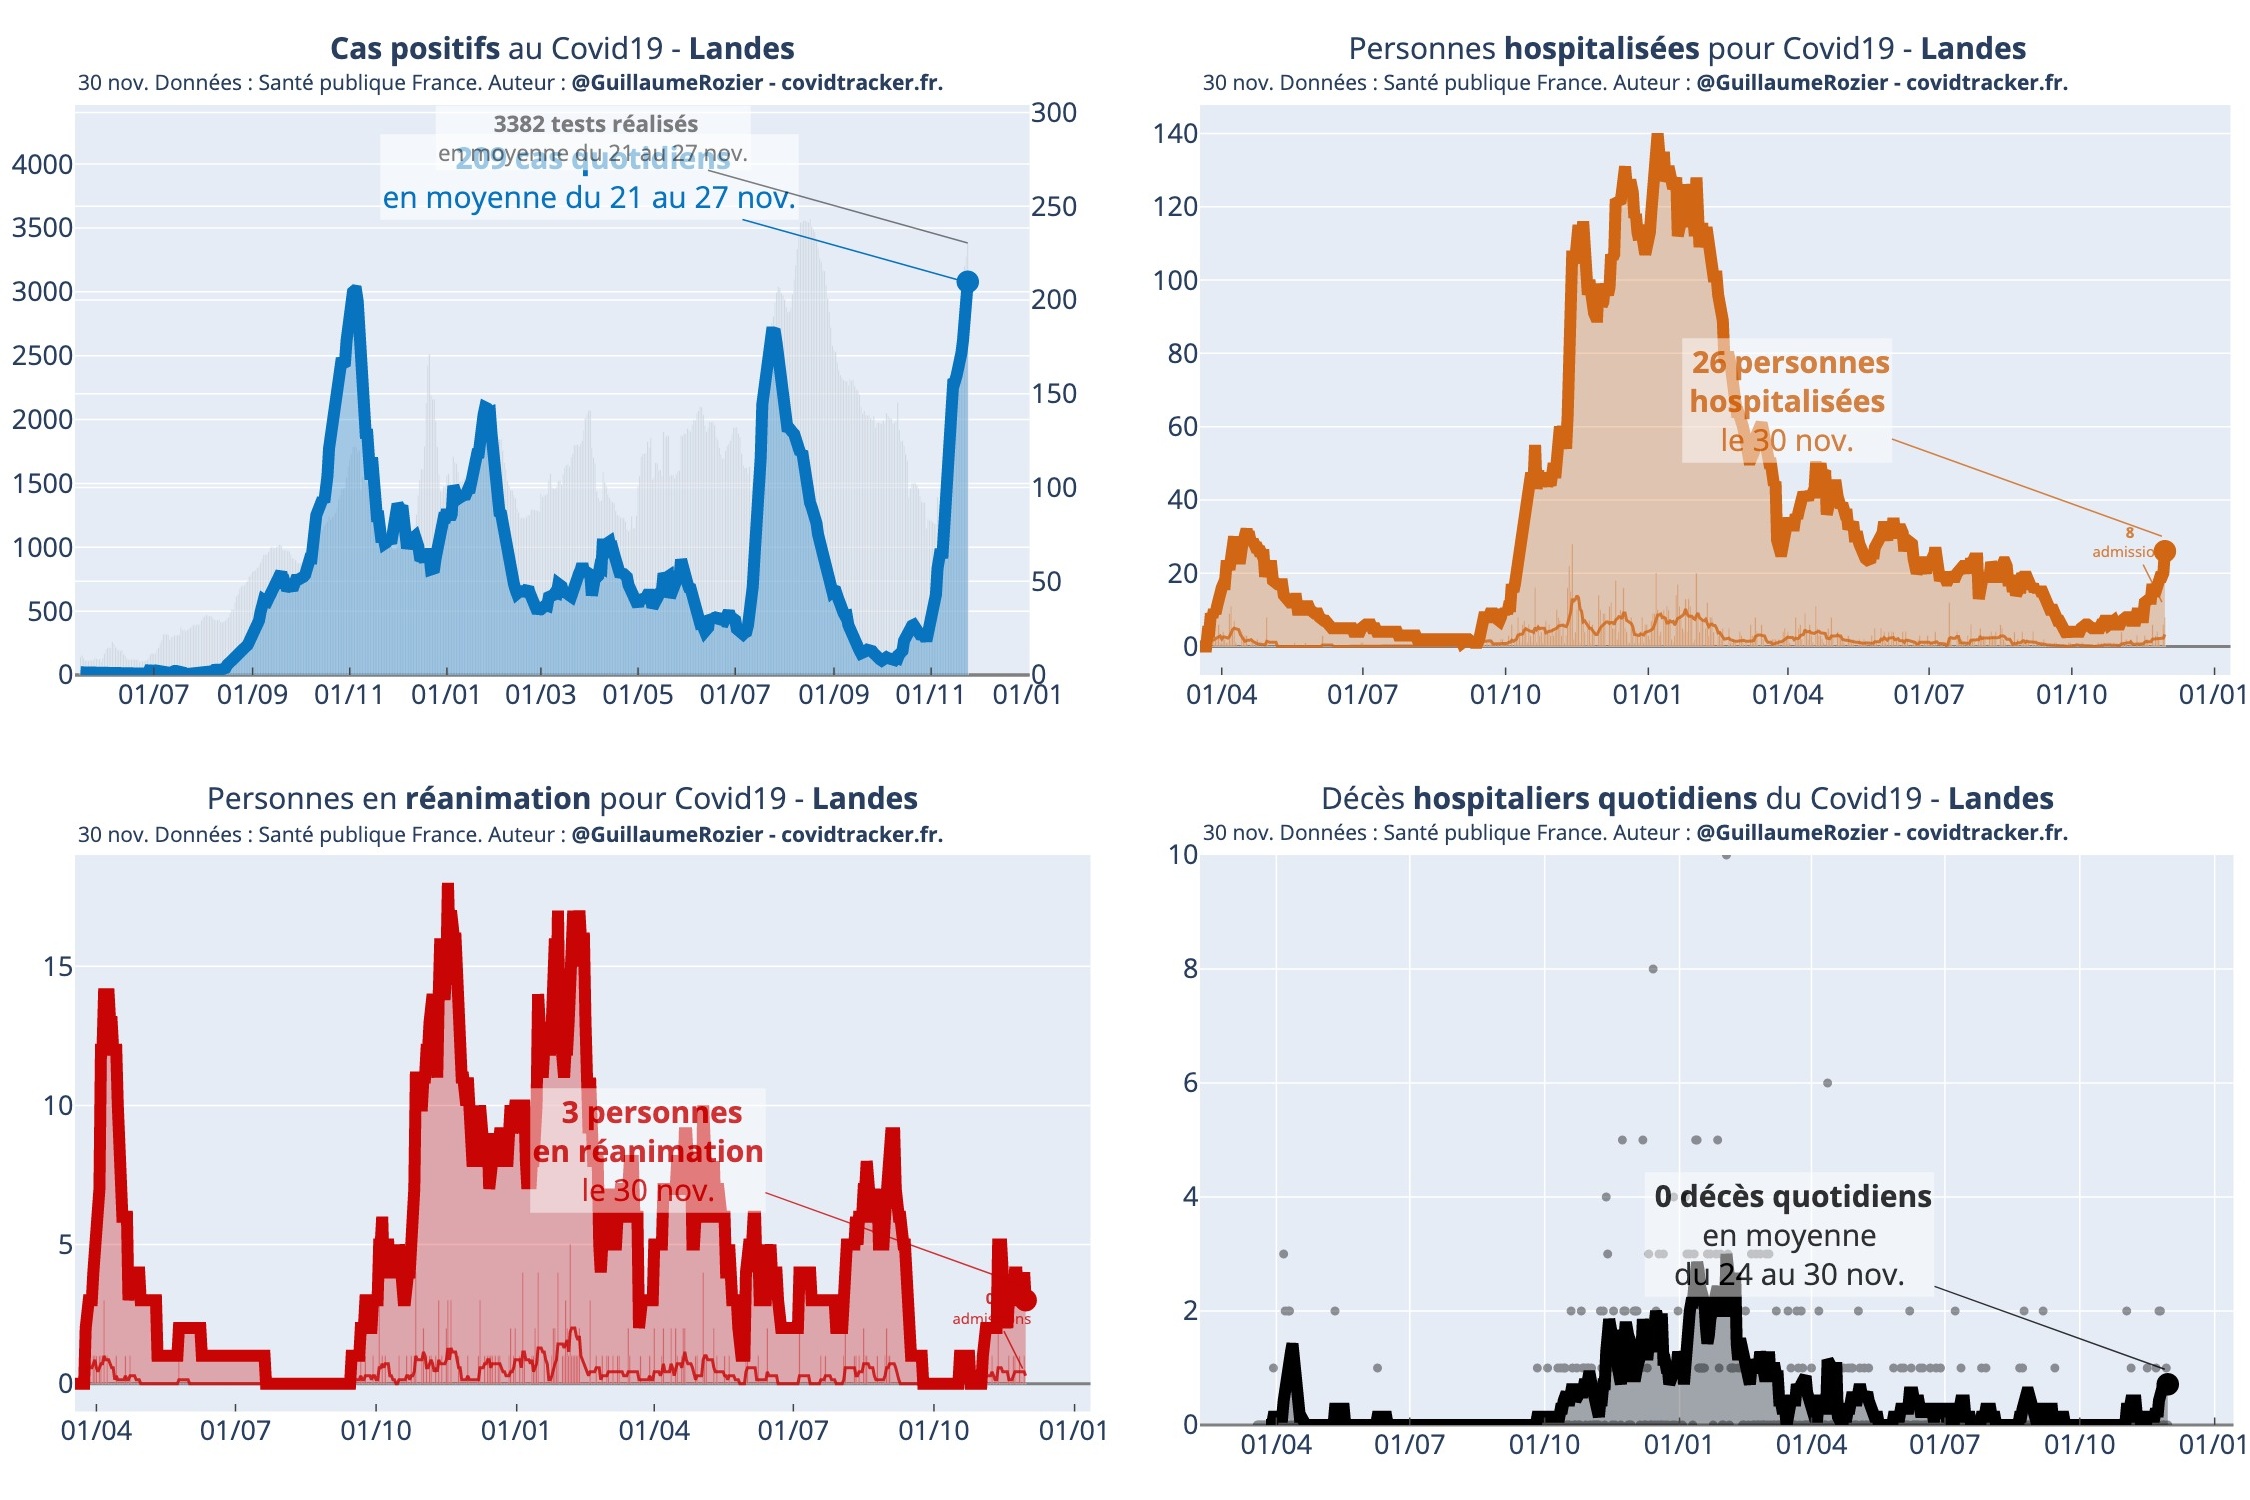 Cas positifs au Covid19 - Landes
30 nov. Données : Santé publique France. Auteur : @GuillaumeRozier - covidtracker.fr.
3382 tests réalisés
en moyenne du 21 au 27 nov.
209 cas quotidiens
en moyenne du 21 au 27 nov.
300
250
200
150
100
50
0
4000
3500
3000
2500
2000
1500
1000
500
0
01/07 01/09 01/11 01/01 01/03 01/05 01/07 01/09 01/11 01/01
Personnes hospitalisées pour Covid19 - Landes
30 nov. Données : Santé publique France. Auteur : @GuillaumeRozier - covidtracker.fr.
140
120
100
80
60
40
20
0
26 personnes
hospitalisées
le 30 nov.
8
01/04 01/07 01/10 01/01 01/04 01/07 01/10 01/01
Personnes en réanimation pour Covid19 - Landes
30 nov. Données : Santé publique France. Auteur : @GuillaumeRozier - covidtracker.fr.
15
10
5
0
3 personnes
en réanimation
le 30 nov.
0
admissions
01/04 01/07 01/10 01/01 01/04 01/07 01/10 01/01
Décès hospitaliers quotidiens du Covid19 - Landes
30 nov. Données : Santé publique France. Auteur : @GuillaumeRozier - covidtracker.fr.
10
8
6
4
2
0
0 décès quotidiens
en moyenne
du 24 au 30 nov.
01/04 01/07 01/10 01/01 01/04 01/07 01/10 01/01